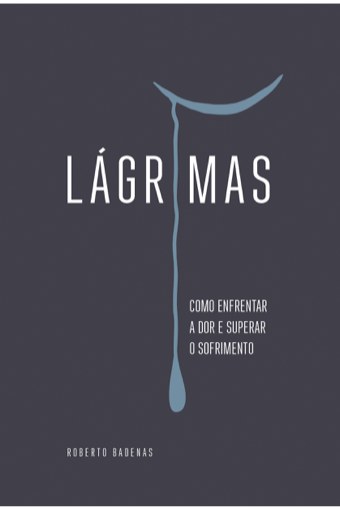 LÁGRIMAS
COMO ENFRENTAR
A DOR E SUPERAR
O SOFRIMENTO
ROBERTO BADENAS